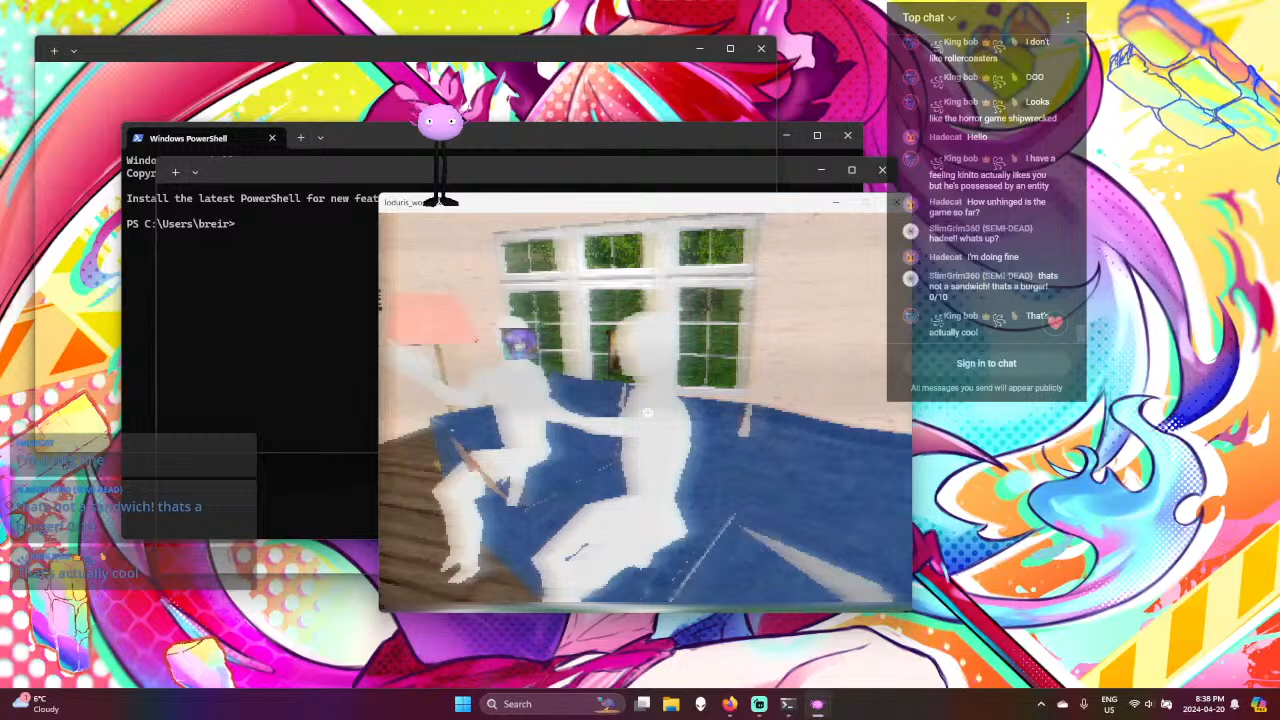 Top chat
King bob I don't
like rollercoasters
King bob OOO
King bob Looks
like the horror game shipwrecked
Hadecat Hello
King bob I have a
feeling kinito actually likes you
but he's possessed by an entity
Hadecat How unhinged is the
game so far?
SlimGrim360 {SEMI-DEAD}
hadee!! whats up?
Hadecat I'm doing fine
SlimGrim360 {SEMI-DEAD} thats
not a sandwich! thats a burger!
0/10
King bob That's
actually cool
Sign in to chat
All messages you send will appear publicly
Windows PowerShell
Windo
Copyr
Install the latest PowerShell for new feat
PS C:\Users\breir>
thats not a sandwich! thats a
That's actually cool
6°C
Cloudy
Search
ENG
US
8:38 PM
2024-04-20